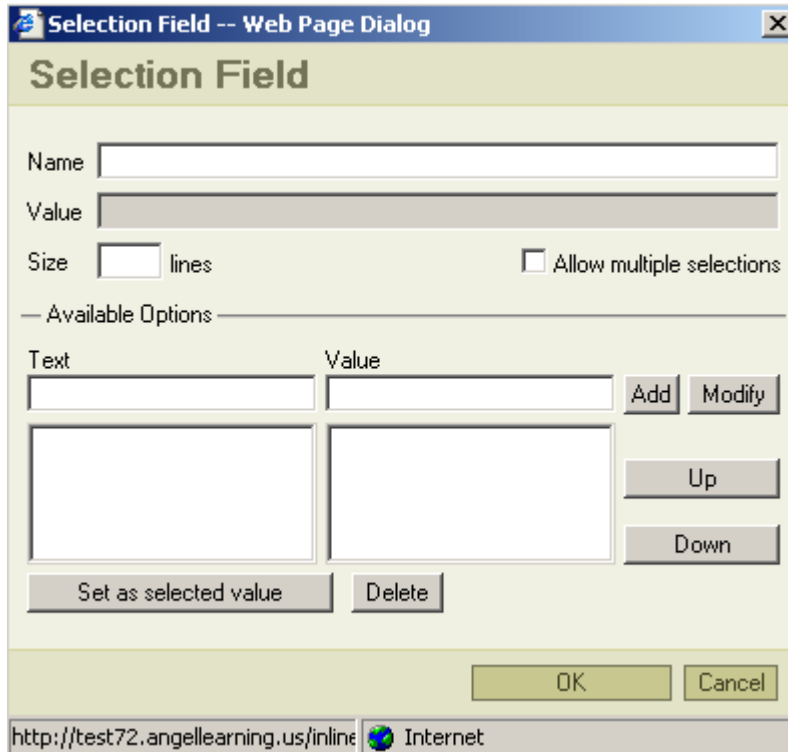 Selection Field -- Web Page Dialog
Selection Field
Name
Value
Size lines Allow multiple selections
Available Options
Text Value
Add Modify
Up
Down
Set as selected value Delete
OK Cancel
http://test72.angellearning.us/inline Internet